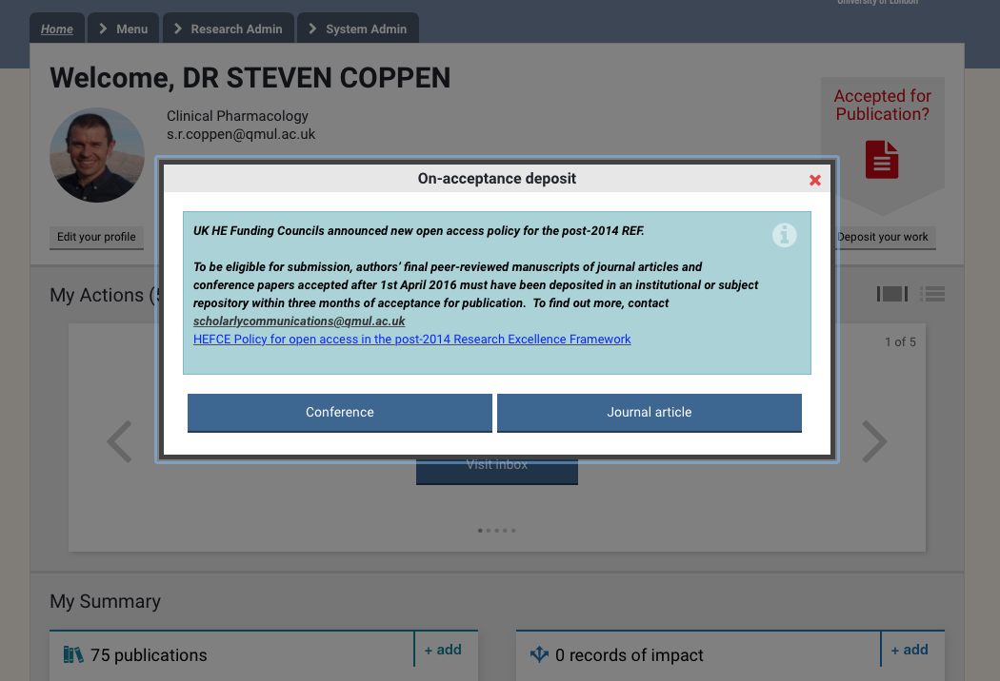 University of London
Home
Menu
Research Admin
System Admin
Welcome, DR STEVEN COPPEN
Clinical Pharmacology
s.r.coppen@qmul.ac.uk
Accepted for
Publication?
Edit your profile
Deposit your work
On-acceptance deposit
UK HE Funding Councils announced new open access policy for the post-2014 REF.
To be eligible for submission, authors’ final peer-reviewed manuscripts of journal articles and
conference papers accepted after 1st April 2016 must have been deposited in an institutional or subject
repository within three months of acceptance for publication.  To find out more, contact
scholarlycommunications@qmul.ac.uk
HEFCE Policy for open access in the post-2014 Research Excellence Framework
Conference
Journal article
My Actions (5
1 of 5
Visit inbox
My Summary
75 publications
+ add
0 records of impact
+ add